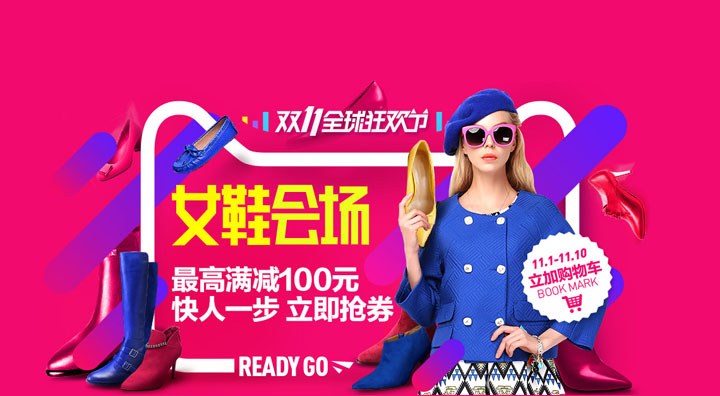 双11全球狂欢节
女鞋会场
最高满减100元
快人一步 立即抢券
READY GO
11.1-11.10
立加购物车
BOOK MARK